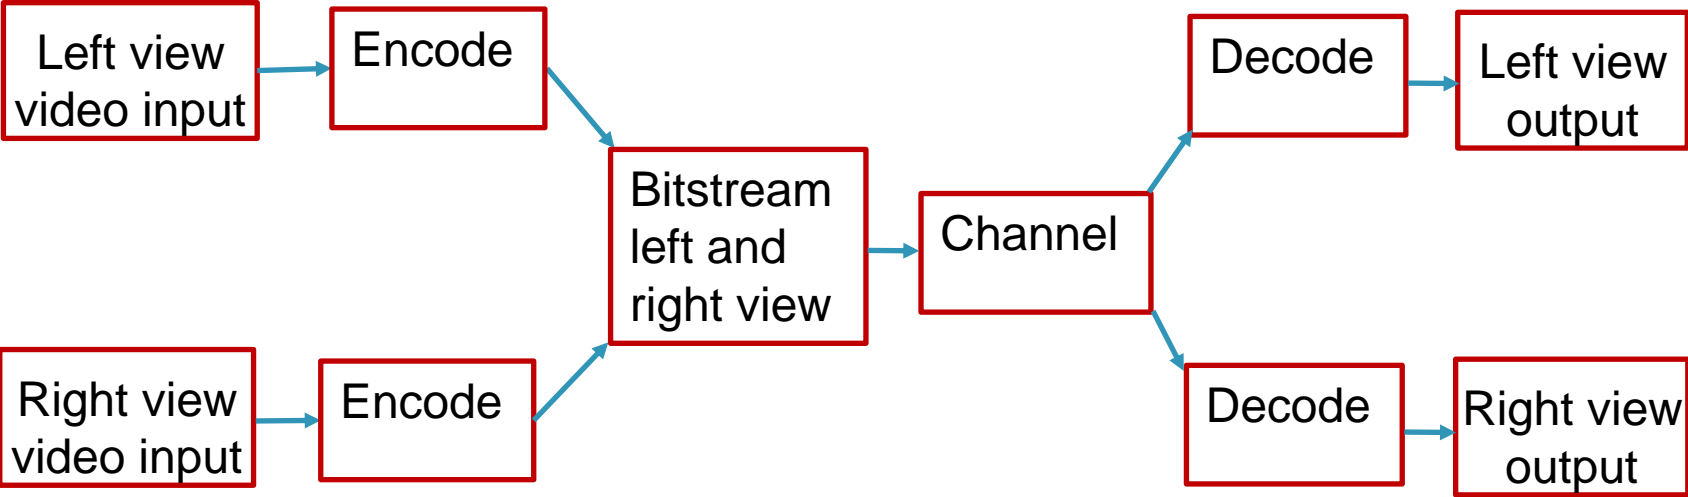 Left view
video input
Encode
Bitstream
left and
right view
Channel
Decode
Left view
output
Right view
video input
Encode
Decode
Right view
output